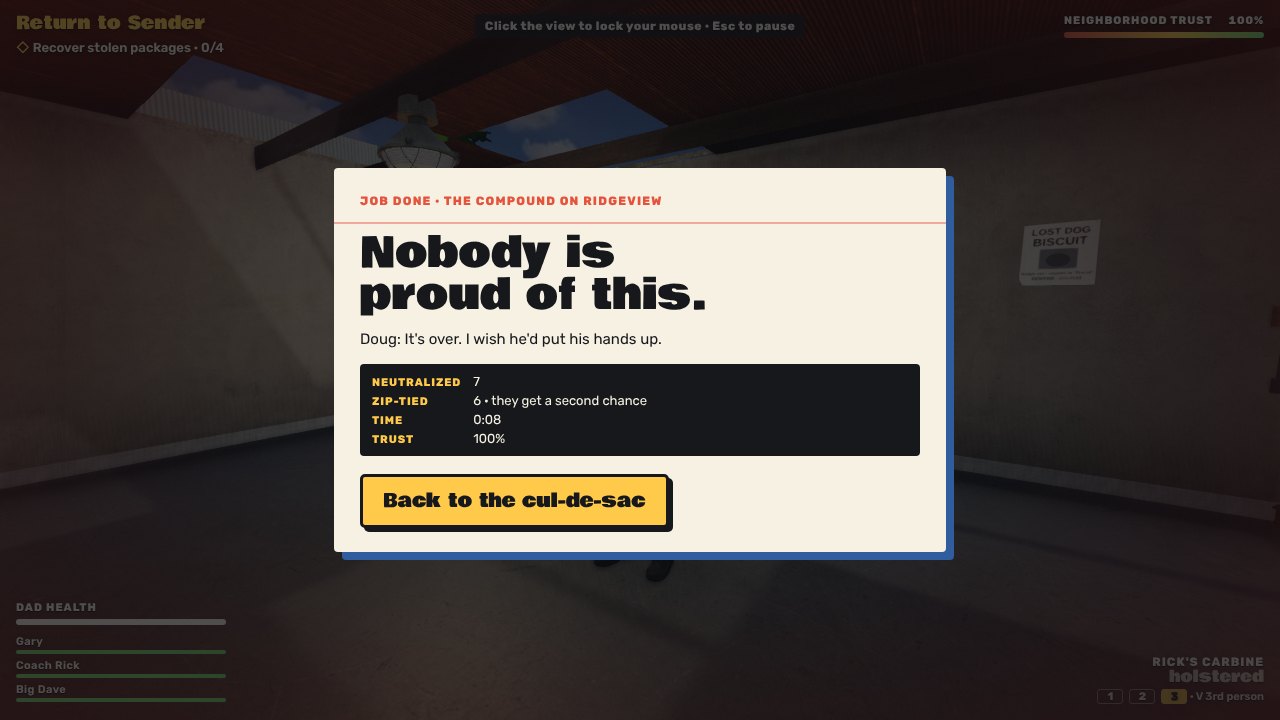 Return to Sender
Recover stolen packages · 0/4
Click the view to lock your mouse · Esc to pause
NEIGHBORHOOD TRUST 100%
LOST DOG
BISCUIT
JOB DONE · THE COMPOUND ON RIDGEVIEW
Nobody is
proud of this.
Doug: It's over. I wish he'd put his hands up.
NEUTRALIZED 7
ZIP-TIED 6 · they get a second chance
TIME 0:08
TRUST 100%
Back to the cul-de-sac
DAD HEALTH
Gary
Coach Rick
Big Dave
RICK'S CARBINE
holstered
1 2 3 · V 3rd person